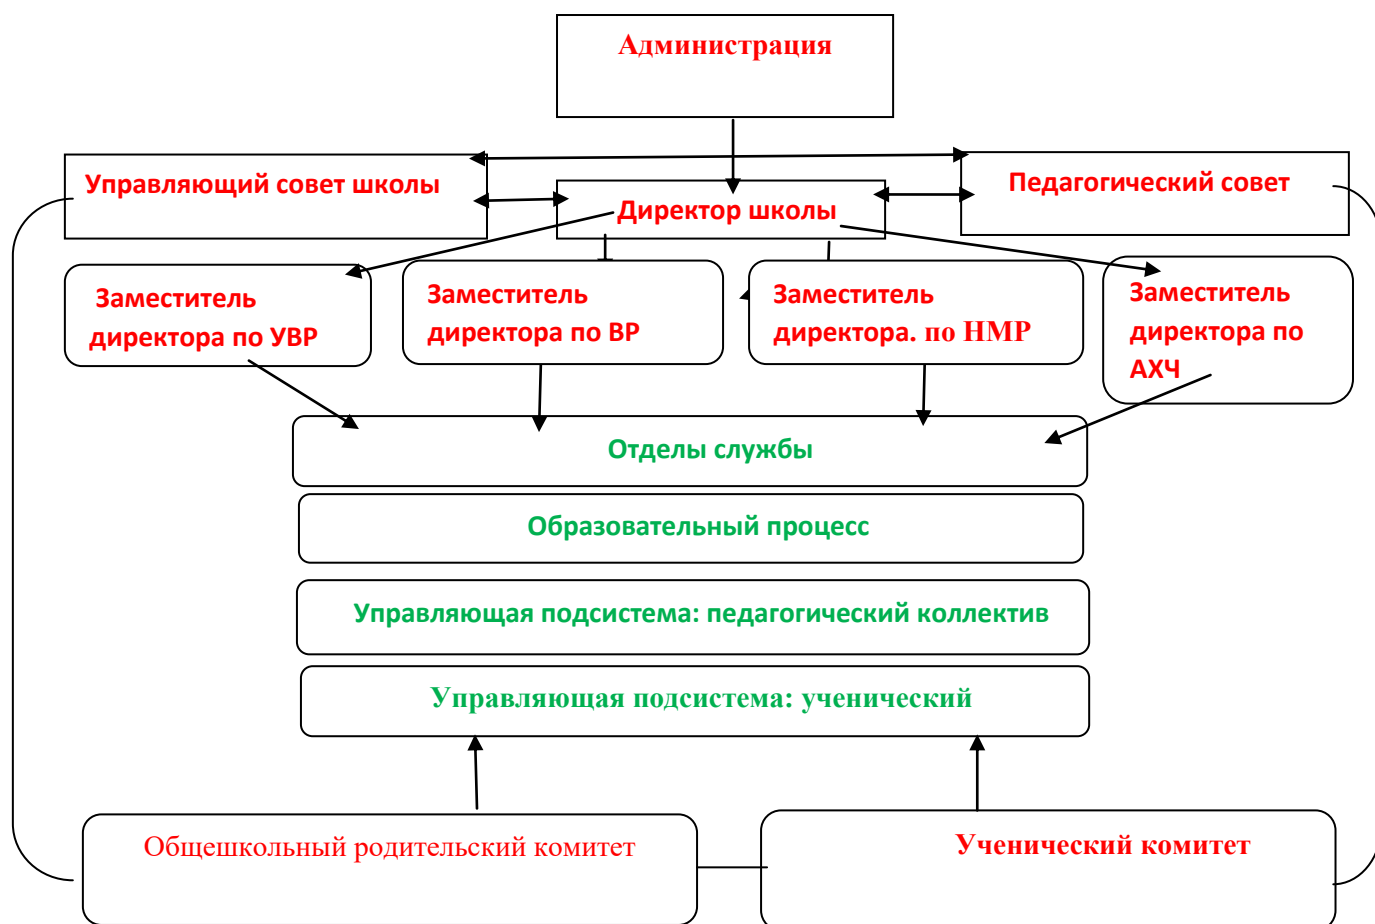 Администрация
Управляющий совет школы
Педагогический совет
Директор школы
Заместитель
директора по УВР
Заместитель
директора по ВР
Заместитель
директора. по НМР
Заместитель
директора по
АХЧ
Отделы службы
Образовательный процесс
Управляющая подсистема: педагогический коллектив
Управляющая подсистема: ученический
Общешкольный родительский комитет
Ученический комитет